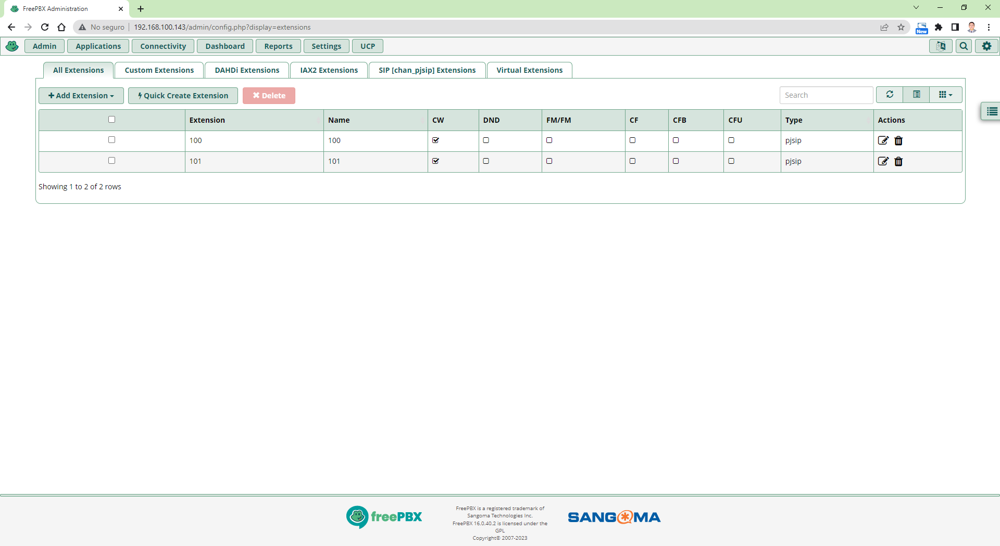 FreePBX Administration
No seguro
192.168.100.143/admin/config.php?display=extensions
New
Admin
Applications
Connectivity
Dashboard
Reports
Settings
UCP
All Extensions
Custom Extensions
DAHDi Extensions
IAX2 Extensions
SIP [chan_pjsip] Extensions
Virtual Extensions
Add Extension
Quick Create Extension
Delete
Search
Extension Name CW DND FM/FM CF CFB CFU Type Actions
100 100 pjsip
101 101 pjsip
Showing 1 to 2 of 2 rows
freePBX
FreePBX is a registered trademark of
Sangoma Technologies Inc.
FreePBX 16.0.40.2 is licensed under the
GPL
Copyright© 2007-2023
SANGOMA